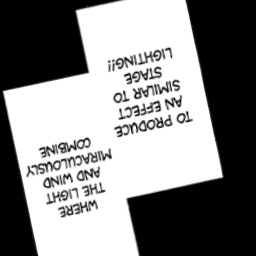 WHERE
THE LIGHT
AND WIND
MIRACULOUSLY
COMBINE
TO PRODUCE
AN EFFECT
SIMILAR TO
STAGE
LIGHTING!!